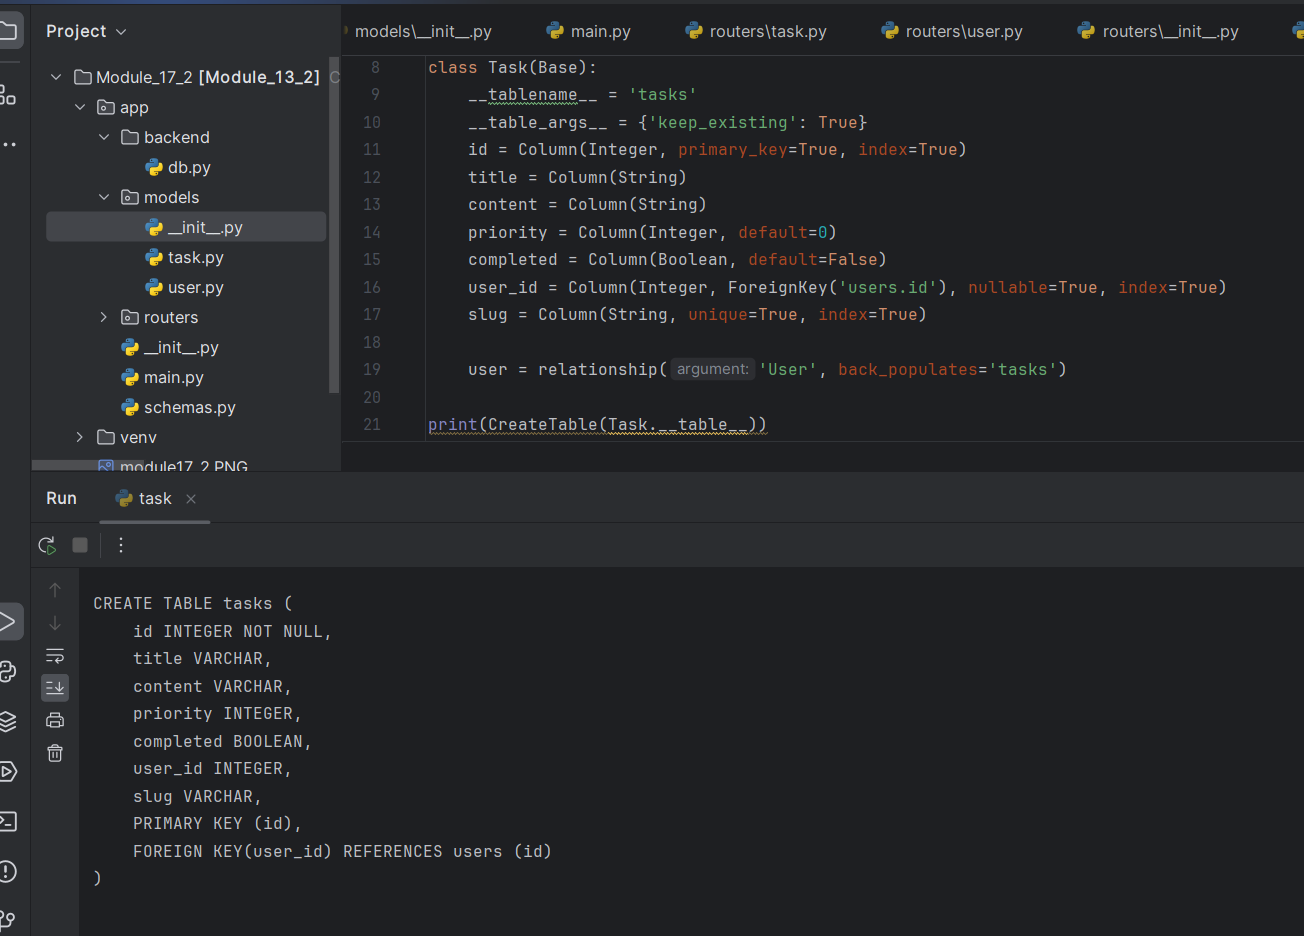 Project
models\__init__.py
main.py
routers\task.py
routers\user.py
routers\__init__.py
Module_17_2 [Module_13_2] C
app
backend
db.py
models
__init__.py
task.py
user.py
routers
__init__.py
main.py
schemas.py
venv
module17_2.PNG
8 class Task(Base):
9 __tablename__ = 'tasks'
10 __table_args__ = {'keep_existing': True}
11 id = Column(Integer, primary_key=True, index=True)
12 title = Column(String)
13 content = Column(String)
14 priority = Column(Integer, default=0)
15 completed = Column(Boolean, default=False)
16 user_id = Column(Integer, ForeignKey('users.id'), nullable=True, index=True)
17 slug = Column(String, unique=True, index=True)
18
19 user = relationship( argument: 'User', back_populates='tasks')
20
21 print(CreateTable(Task.__table__))
Run
task
CREATE TABLE tasks (
id INTEGER NOT NULL,
title VARCHAR,
content VARCHAR,
priority INTEGER,
completed BOOLEAN,
user_id INTEGER,
slug VARCHAR,
PRIMARY KEY (id),
FOREIGN KEY(user_id) REFERENCES users (id)
)